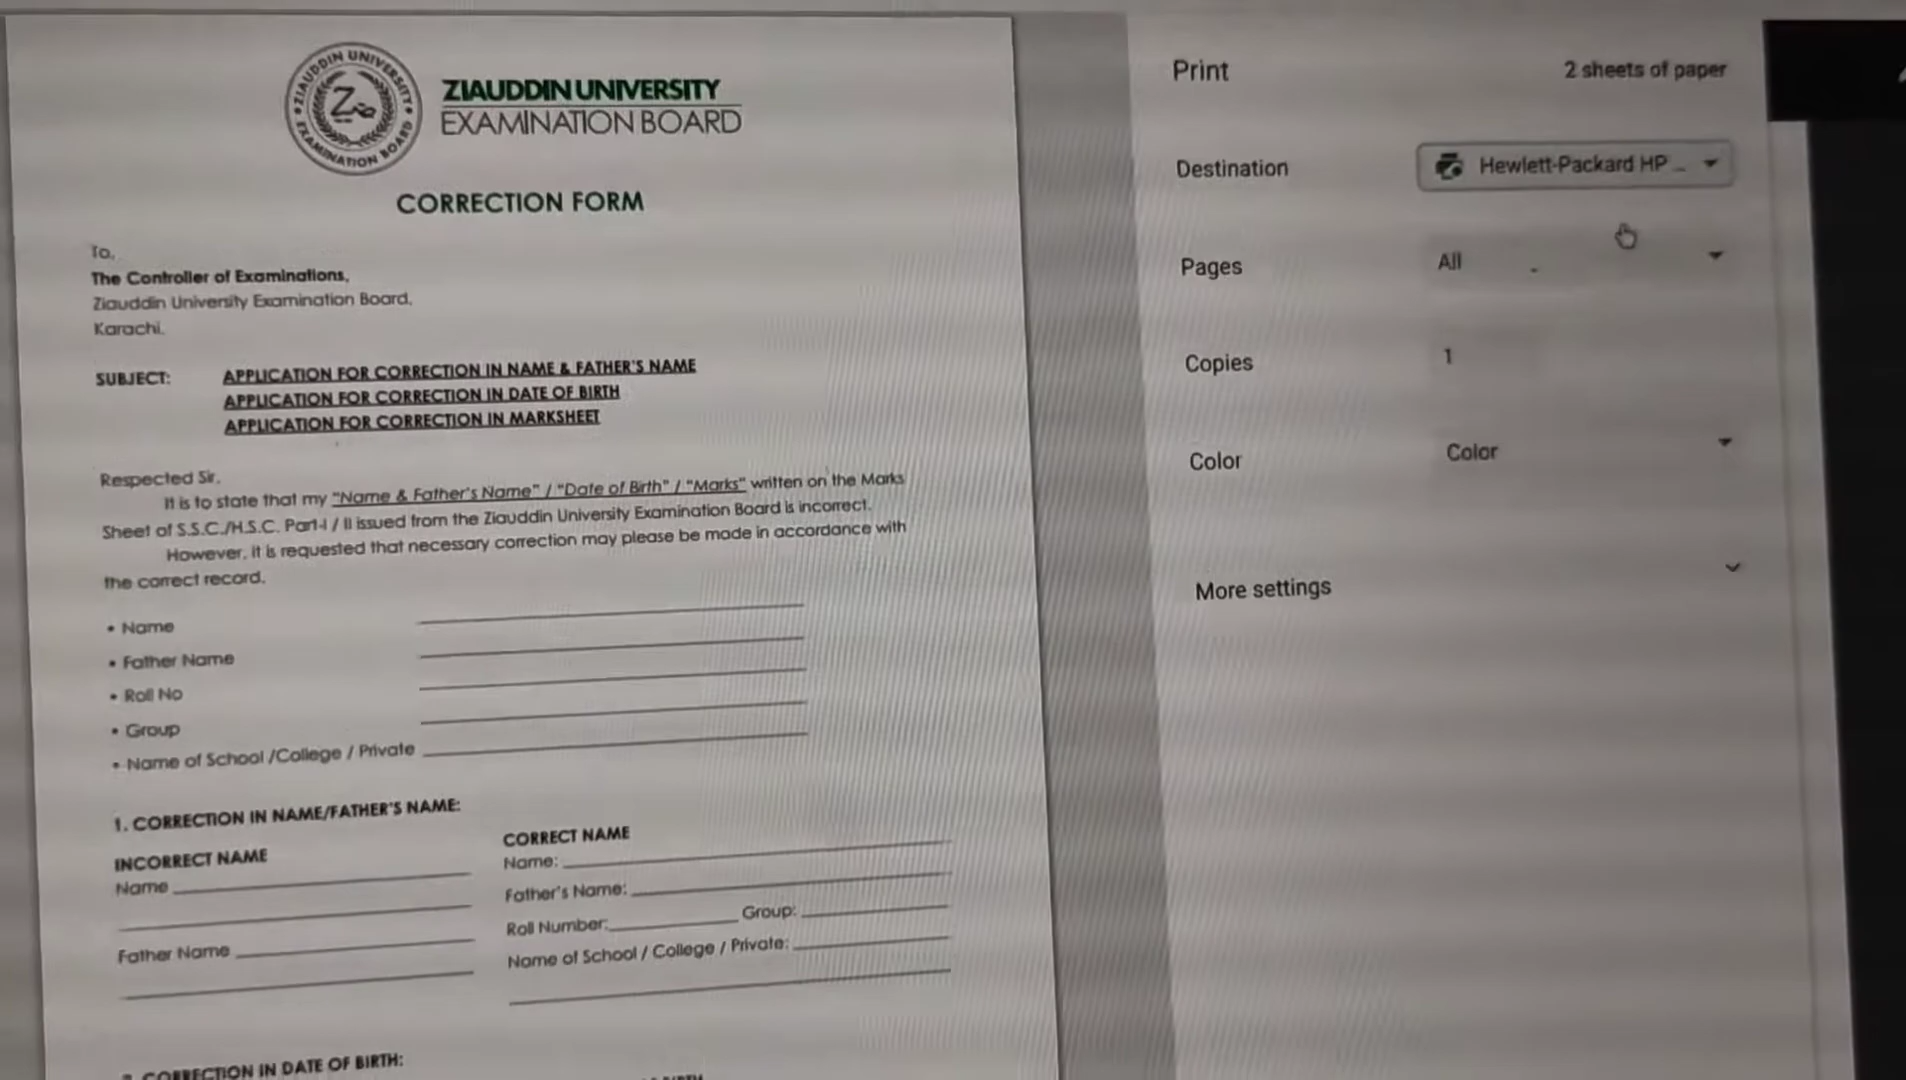 ZIAUDDIN UNIVERSITY
EXAMINATION BOARD
ZIAUDDIN UNIVERSITY
EXAMINATION BOARD
CORRECTION FORM
To,
The Controller of Examinations,
Ziauddin University Examination Board,
Karachi.
SUBJECT: APPLICATION FOR CORRECTION IN NAME & FATHER'S NAME
APPLICATION FOR CORRECTION IN DATE OF BIRTH
APPLICATION FOR CORRECTION IN MARKSHEET
Respected Sir,
It is to state that my "Name & Father's Name" / "Date of Birth" / "Marks" written on the Marks
Sheet of S.S.C./H.S.C. Part-I / II issued from the Ziauddin University Examination Board is incorrect.
However, it is requested that necessary correction may please be made in accordance with
the correct record.
• Name
• Father Name
• Roll No
• Group
• Name of School /College / Private
1. CORRECTION IN NAME/FATHER'S NAME:
INCORRECT NAME
Name
Father Name
CORRECT NAME
Name:
Father's Name:
Roll Number: Group:
Name of School / College / Private:
CORRECTION IN DATE OF BIRTH:
Print 2 sheets of paper
Destination Hewlett-Packard HP ...
Pages All
Copies 1
Color Color
More settings